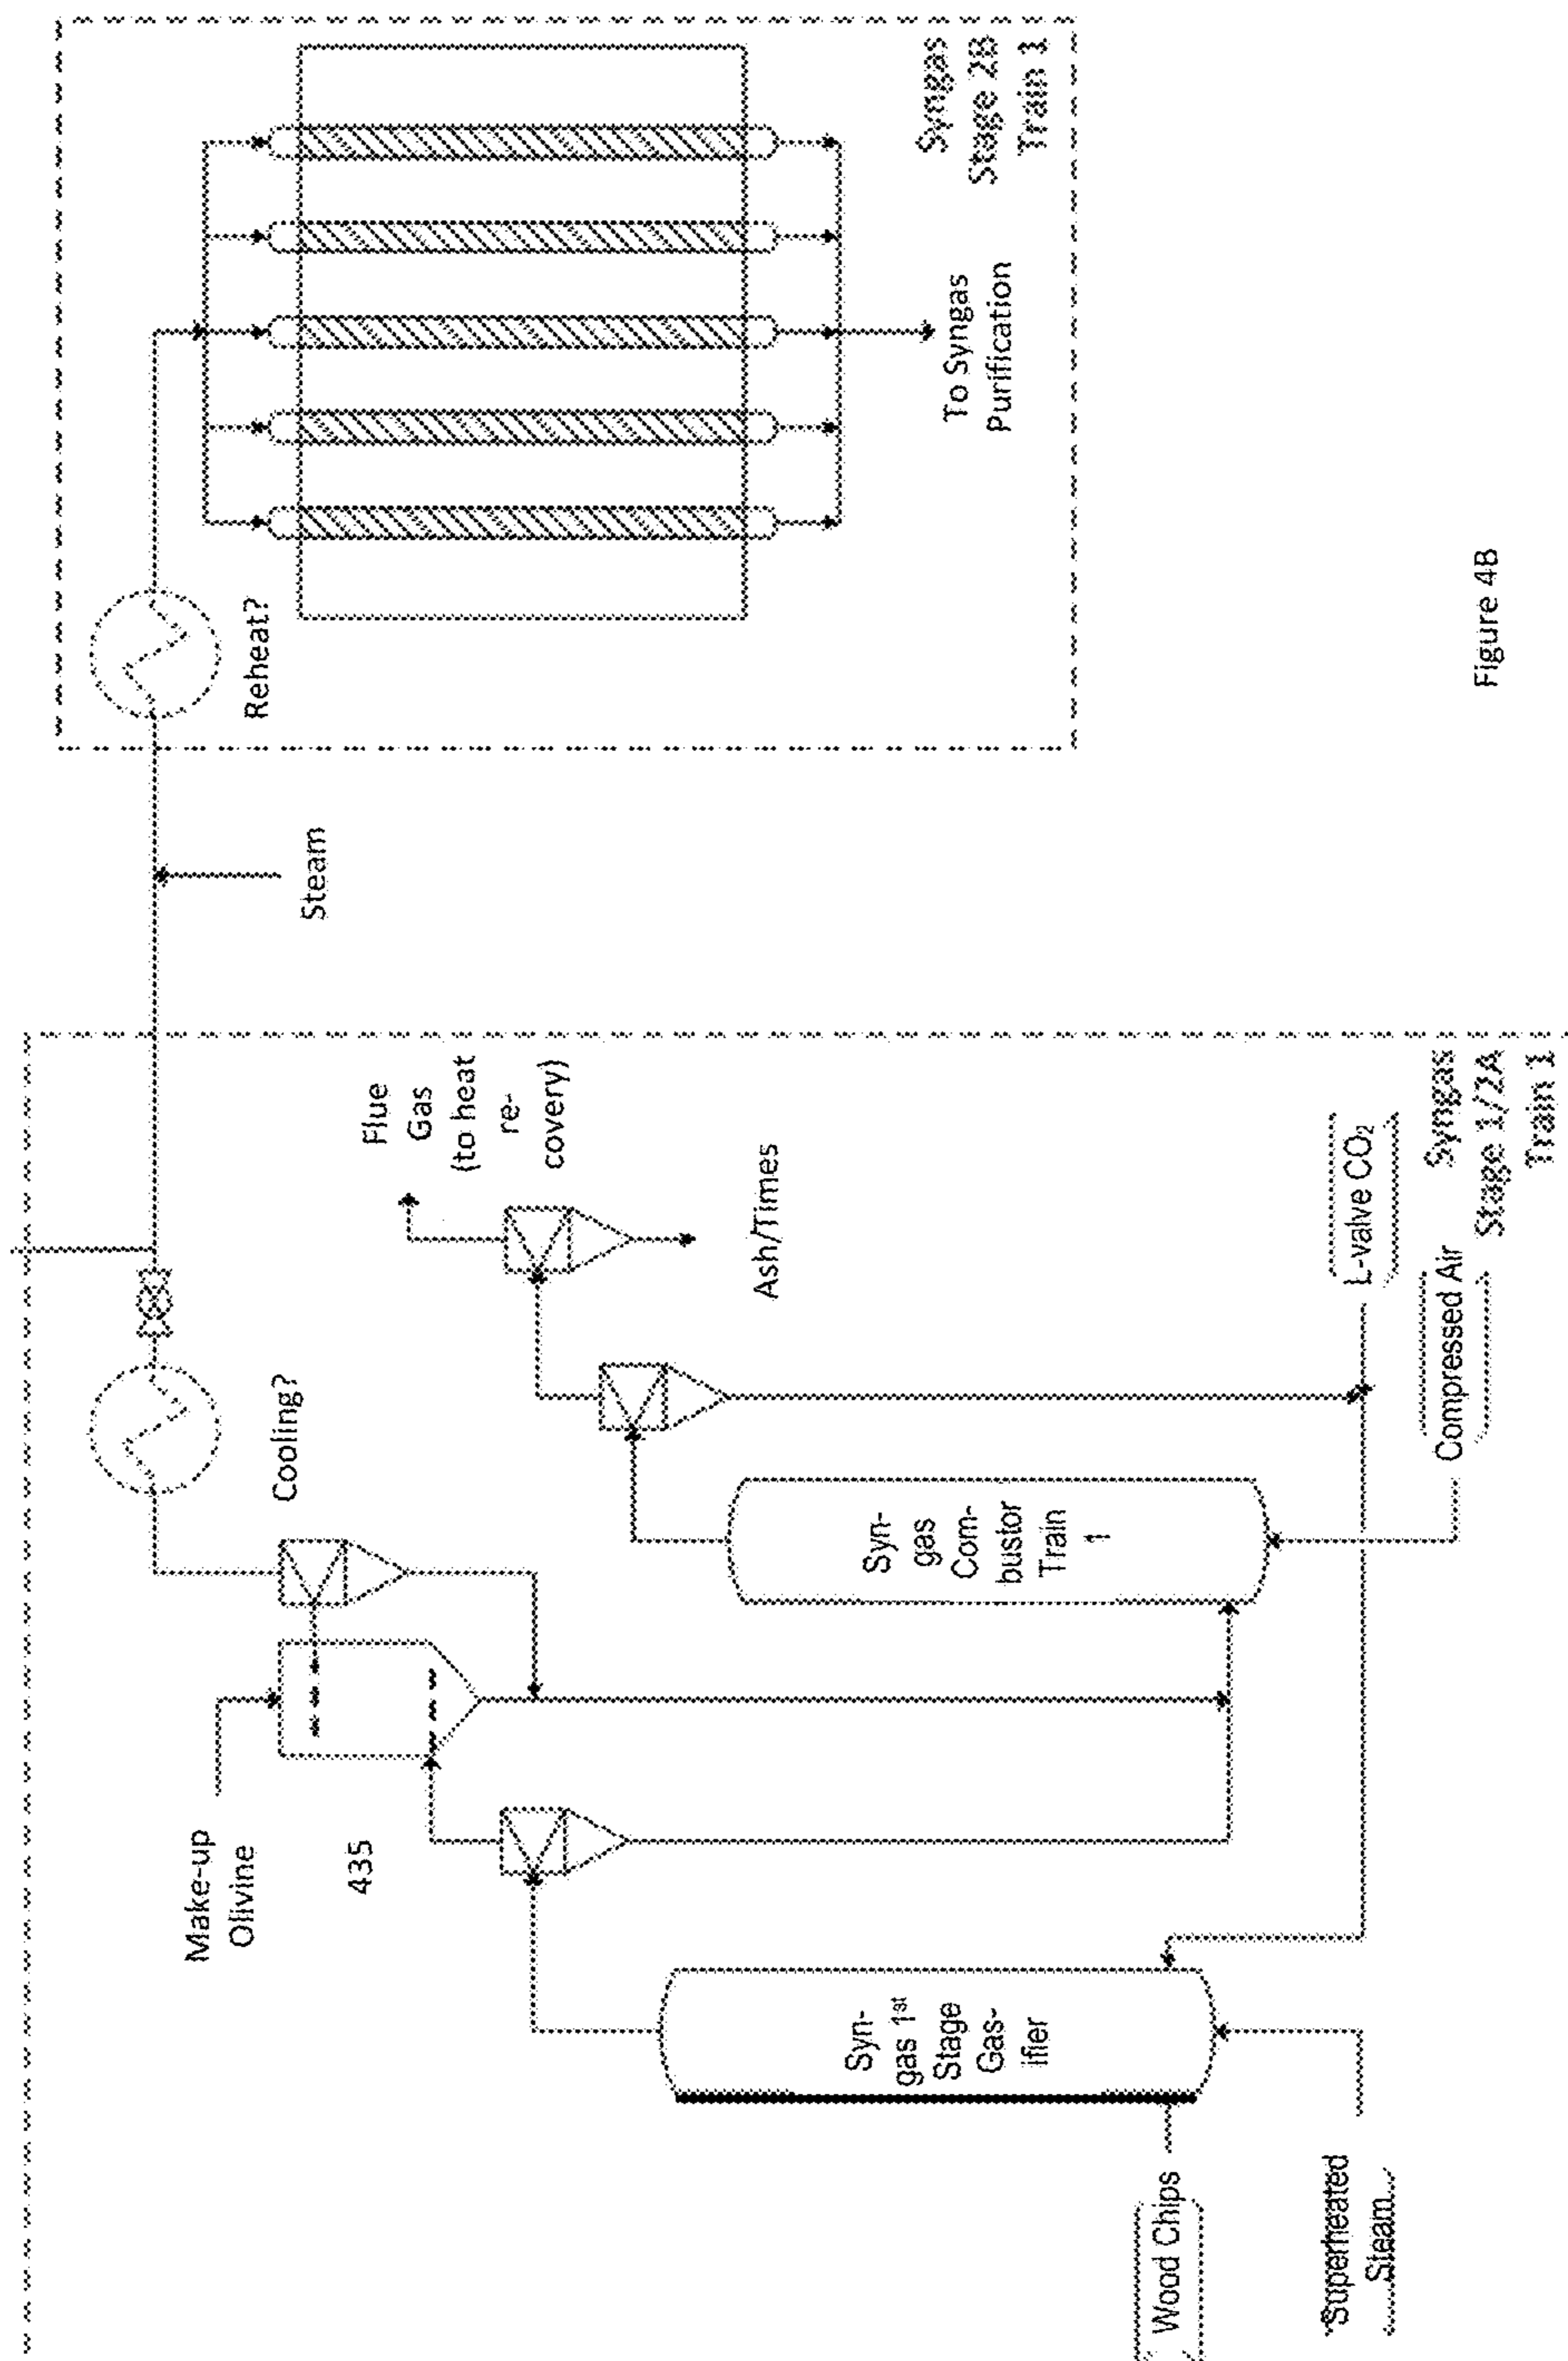 Make-up
Olivine
435
Cooling?
Flue
Gas
(to heat
re-
covery)
Ash/Times
Steam
Reheat?
To Syngas
Purification
Syngas
Stage 2B
Train 1
Syn-
gas 1st
Stage
Gas-
ifier
Syn-
gas
Com-
bustor
Train
1
Wood Chips
Superheated
Steam
L-valve CO₂
Compressed Air
Syngas
Stage 1/2A
Train 1
Figure 4B